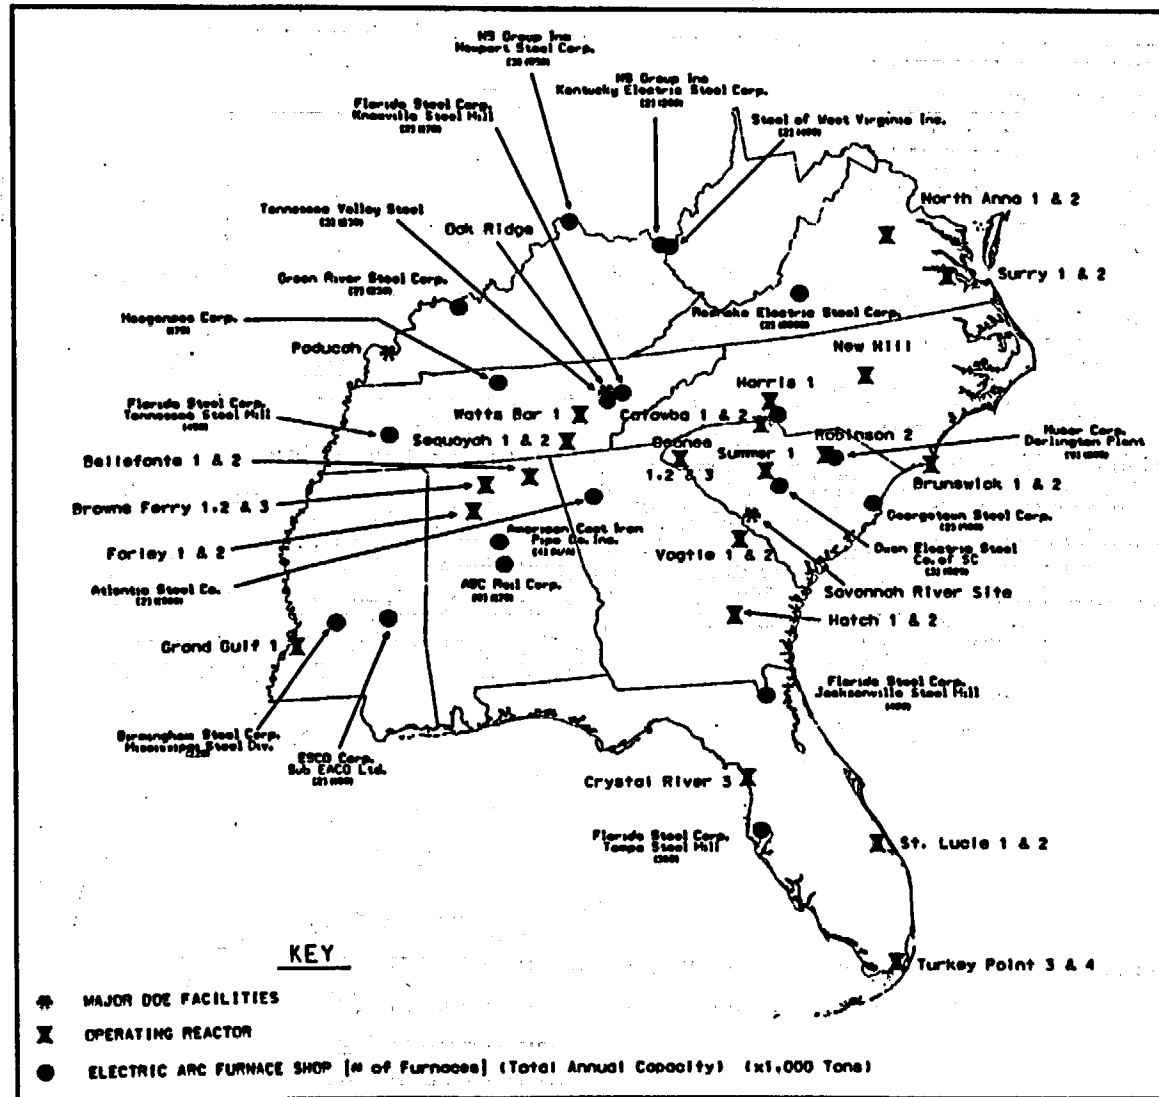 NS Group Inc
Newport Steel Corp.
NS Group Inc
Kentucky Electric Steel Corp.
Florida Steel Corp.
Knoxville Steel Mill
Steel of West Virginia Inc.
North Anna 1 & 2
Tennessee Valley Steel
Oak Ridge
Green River Steel Corp.
Surry 1 & 2
Hoeganaes Corp.
Roanoke Electric Steel Corp.
Paducah
New Hill
Harris 1
Florida Steel Corp.
Tennessee Steel Mill
Watts Bar 1
Catawba 1 & 2
Sequoyah 1 & 2
Oconee
1,2 & 3
Summer 1
Robinson 2
Nucor Corp.
Darlington Plant
Bellefonte 1 & 2
Browns Ferry 1,2 & 3
Brunswick 1 & 2
Georgetown Steel Corp.
Farley 1 & 2
American Cast Iron
Pipe Co. Inc.
Vogtle 1 & 2
Owen Electric Steel
Co. of SC
Atlantic Steel Co.
ABC Rail Corp.
Savannah River Site
Hatch 1 & 2
Grand Gulf 1
Florida Steel Corp.
Jacksonville Steel Mill
Birmingham Steel Corp.
Mississippi Steel Div.
ESCO Corp.
Sub EACO Ltd.
Crystal River 3
Florida Steel Corp.
Tampa Steel Mill
St. Lucie 1 & 2
Turkey Point 3 & 4
KEY
MAJOR DOE FACILITIES
OPERATING REACTOR
ELECTRIC ARC FURNACE SHOP [# of Furnaces] (Total Annual Capacity) (x1,000 Tons)